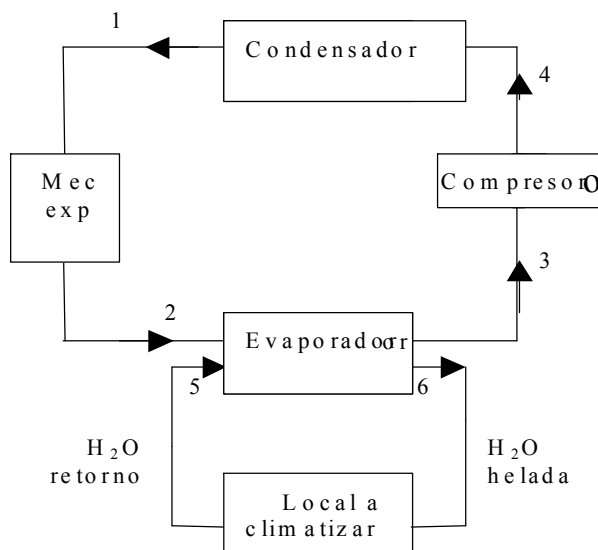 1
Condensador
4
Mec
exp
Compresor
3
2
Evaporador
5
6
H₂O
retorno
H₂O
helada
Local a
climatizar